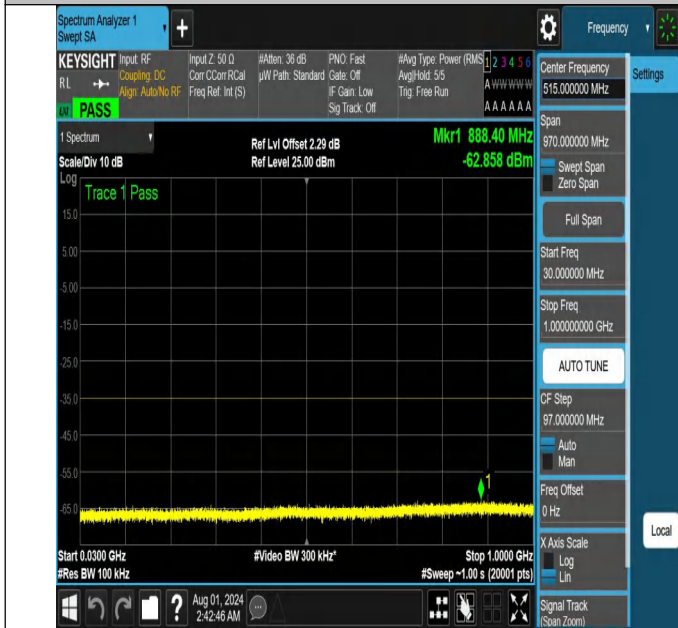 Spectrum Analyzer 1
Swept SA
+
Frequency
KEYSIGHT
RL
LXI PASS
Input: RF
Coupling: DC
Align: Auto/No RF
Input Z: 50 Ω
Corr CCorr RCal
Freq Ref: Int (S)
#Atten: 36 dB
µW Path: Standard
PNO: Fast
Gate: Off
IF Gain: Low
Sig Track: Off
#Avg Type: Power (RMS
Avg|Hold: 5/5
Trig: Free Run
1 2 3 4 5 6
A W W W W W
A A A A A A
Center Frequency
515.000000 MHz
Settings
1 Spectrum
Scale/Div 10 dB
Ref Lvl Offset 2.29 dB
Ref Level 25.00 dBm
Mkr1 888.40 MHz
-62.858 dBm
Log
Trace 1 Pass
15.0
5.00
-5.00
-15.0
-25.0
-35.0
-45.0
-55.0
-65.0
1
Start 0.0300 GHz
#Res BW 100 kHz
#Video BW 300 kHz*
Stop 1.0000 GHz
#Sweep ~1.00 s (20001 pts)
Span
970.000000 MHz
Swept Span
Zero Span
Full Span
Start Freq
30.000000 MHz
Stop Freq
1.000000000 GHz
AUTO TUNE
CF Step
97.000000 MHz
Auto
Man
Freq Offset
0 Hz
X Axis Scale
Log
Lin
Signal Track
(Span Zoom)
Local
?
Aug 01, 2024
2:42:46 AM